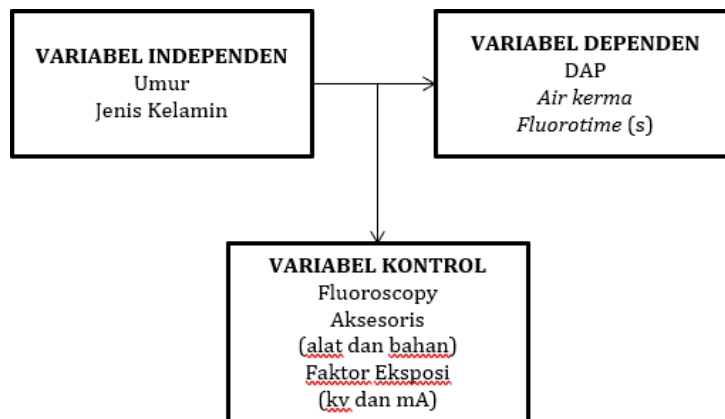 VARIABEL INDEPENDEN
Umur
Jenis Kelamin
VARIABEL DEPENDEN
DAP
Air kerma
Fluorotime (s)
VARIABEL KONTROL
Fluoroscopy
Aksesoris
(alat dan bahan)
Faktor Eksposi
(kv dan mA)